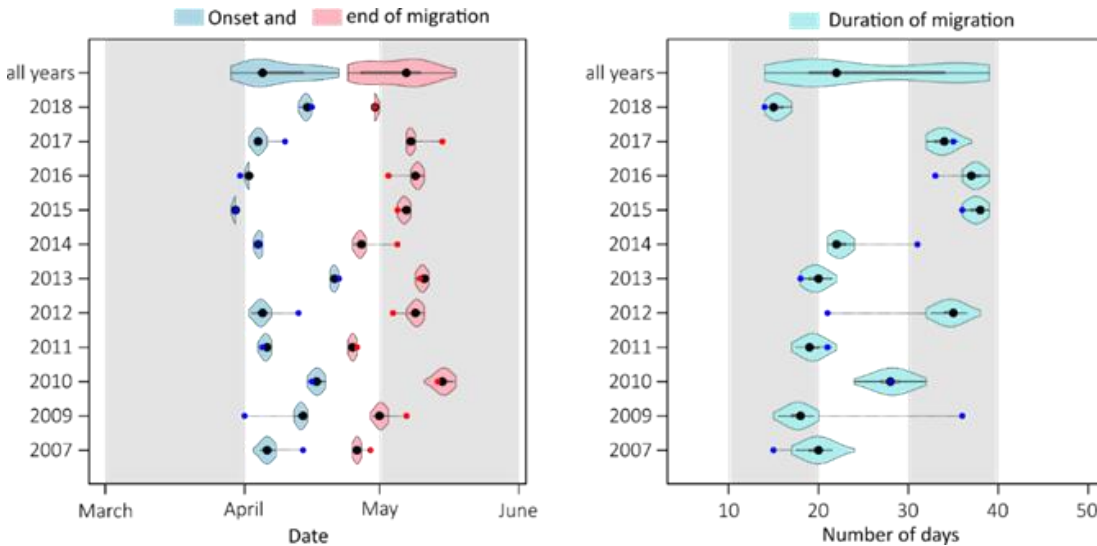 Onset and end of migration
all years
2018
2017
2016
2015
2014
2013
2012
2011
2010
2009
2007
March April May June
Date
Duration of migration
all years
2018
2017
2016
2015
2014
2013
2012
2011
2010
2009
2007
10 20 30 40 50
Number of days